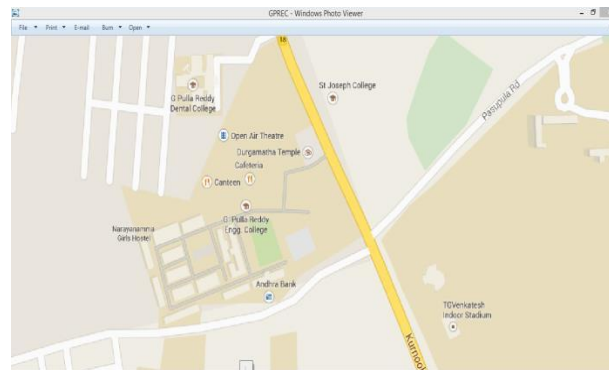 GPREC - Windows Photo Viewer
File Print E-mail Burn Open
18
St Joseph College
G Pulla Reddy
Dental College
Pasupula Rd
Open Air Theatre
Durgamatha Temple
Cafeteria
Canteen
G. Pulla Reddy
Engg. College
Narayanamma
Girls Hostel
Andhra Bank
TGVenkatesh
Indoor Stadium
Kurnool